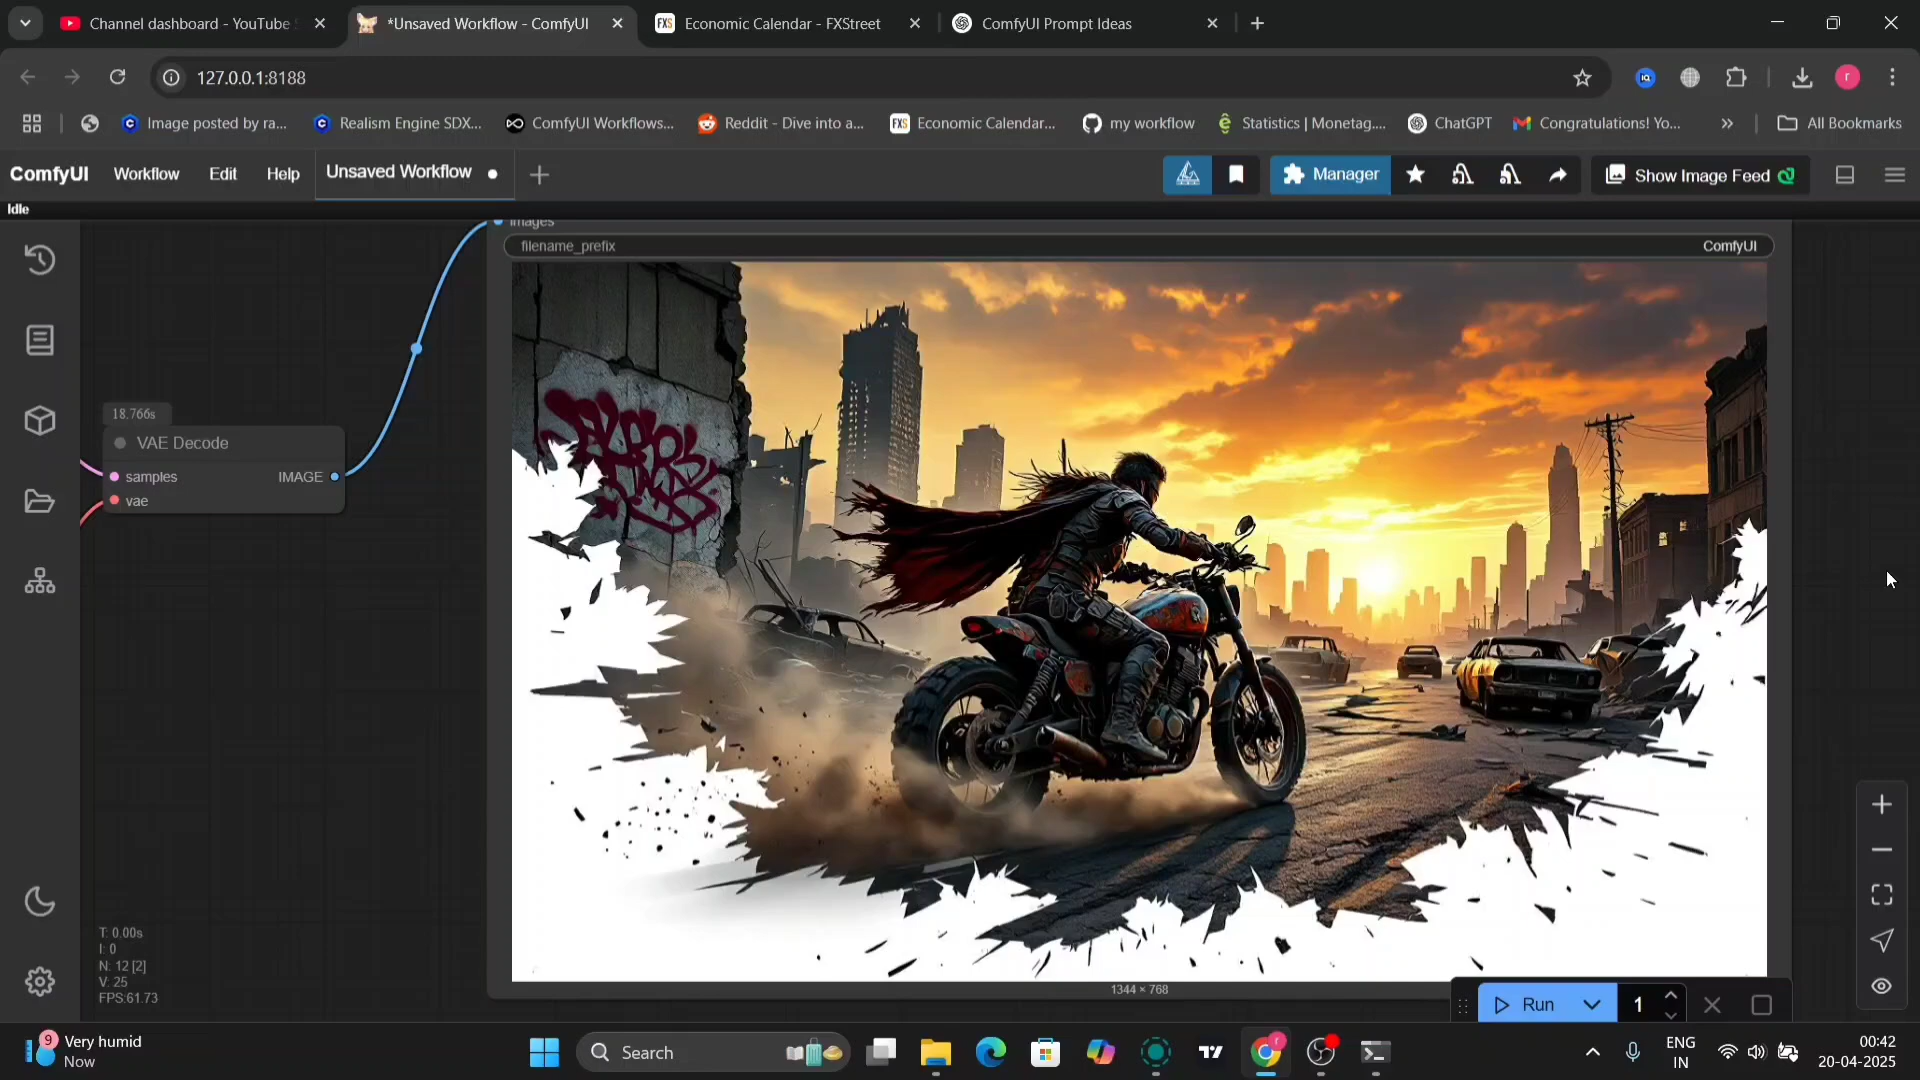 Channel dashboard - YouTube
*Unsaved Workflow - ComfyUI
Economic Calendar - FXStreet
ComfyUI Prompt Ideas
127.0.0.1:8188
Image posted by ra...
Realism Engine SDX...
ComfyUI Workflows...
Reddit - Dive into a...
Economic Calendar...
my workflow
Statistics | Monetag....
ChatGPT
Congratulations! Yo...
All Bookmarks
ComfyUI
Workflow
Edit
Help
Unsaved Workflow
Manager
Show Image Feed
Idle
images
filename_prefix
ComfyUI
18.766s
VAE Decode
samples
IMAGE
vae
T: 0.00s
I: 0
N: 12 [2]
V: 25
FPS:61.73
1344 × 768
Run
1
9
Very humid
Now
Search
ENG
IN
00:42
20-04-2025